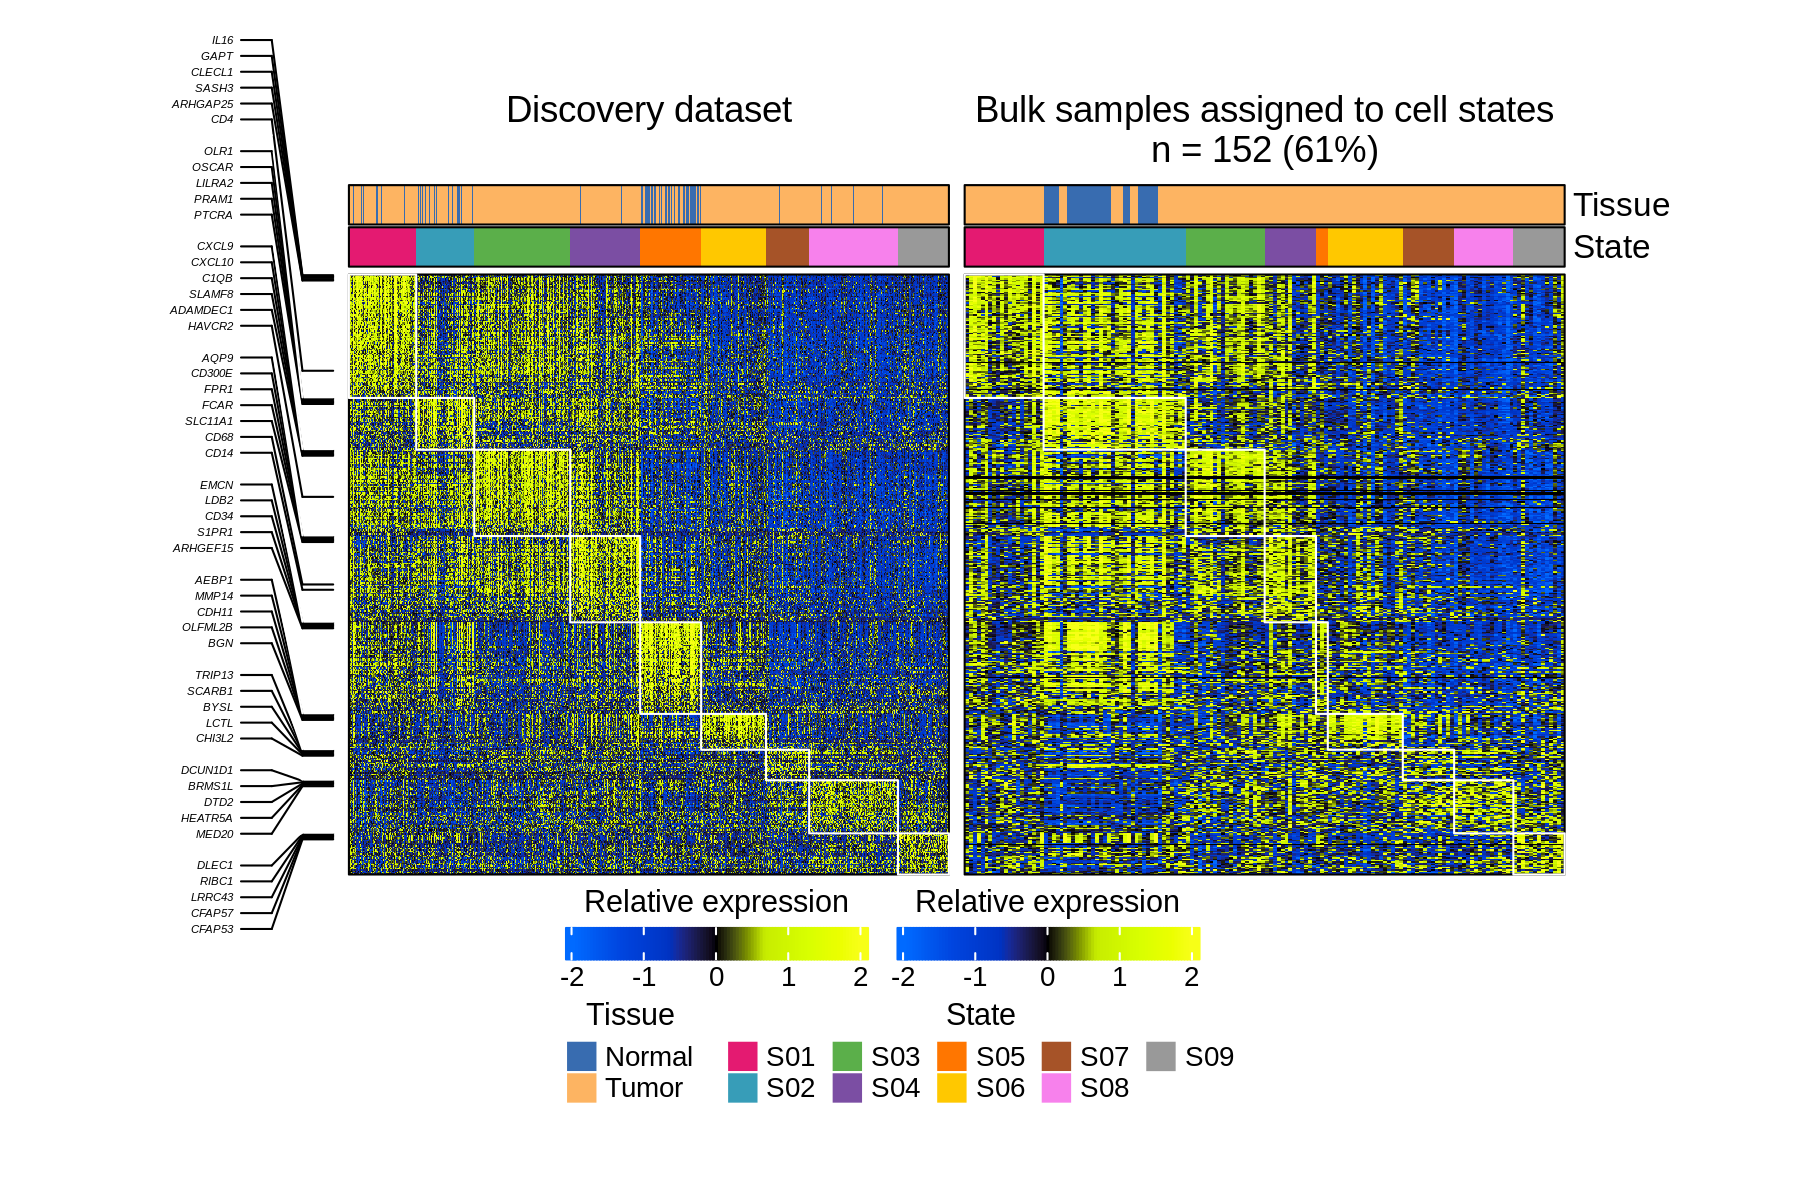 IL16
GAPT
CLECL1
SASH3
ARHGAP25
CD4
OLR1
OSCAR
LILRA2
PRAM1
PTCRA
CXCL9
CXCL10
C1QB
SLAMF8
ADAMDEC1
HAVCR2
AQP9
CD300E
FPR1
FCAR
SLC11A1
CD68
CD14
EMCN
LDB2
CD34
S1PR1
ARHGEF15
AEBP1
MMP14
CDH11
OLFML2B
BGN
TRIP13
SCARB1
BYSL
LCTL
CHI3L2
DCUN1D1
BRMS1L
DTD2
HEATR5A
MED20
DLEC1
RIBC1
LRRC43
CFAP57
CFAP53
Discovery dataset
Bulk samples assigned to cell states
n = 152 (61%)
Tissue
State
Relative expression
-2 -1 0 1 2
Relative expression
-2 -1 0 1 2
Tissue
Normal
Tumor
State
S01 S03 S05 S07 S09
S02 S04 S06 S08